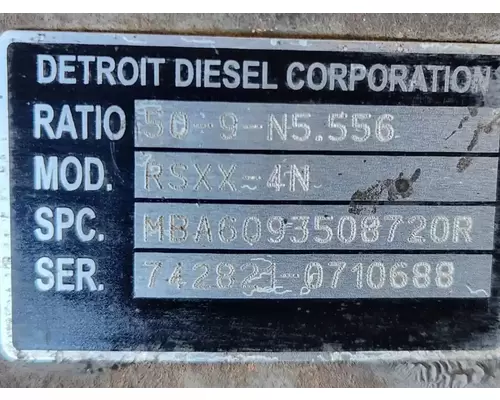 DETROIT DIESEL CORPORATION
RATIO 50-9-N5.556
MOD. RSXX-4N
SPC. MBA6093508720R
SER. 742821-0710688